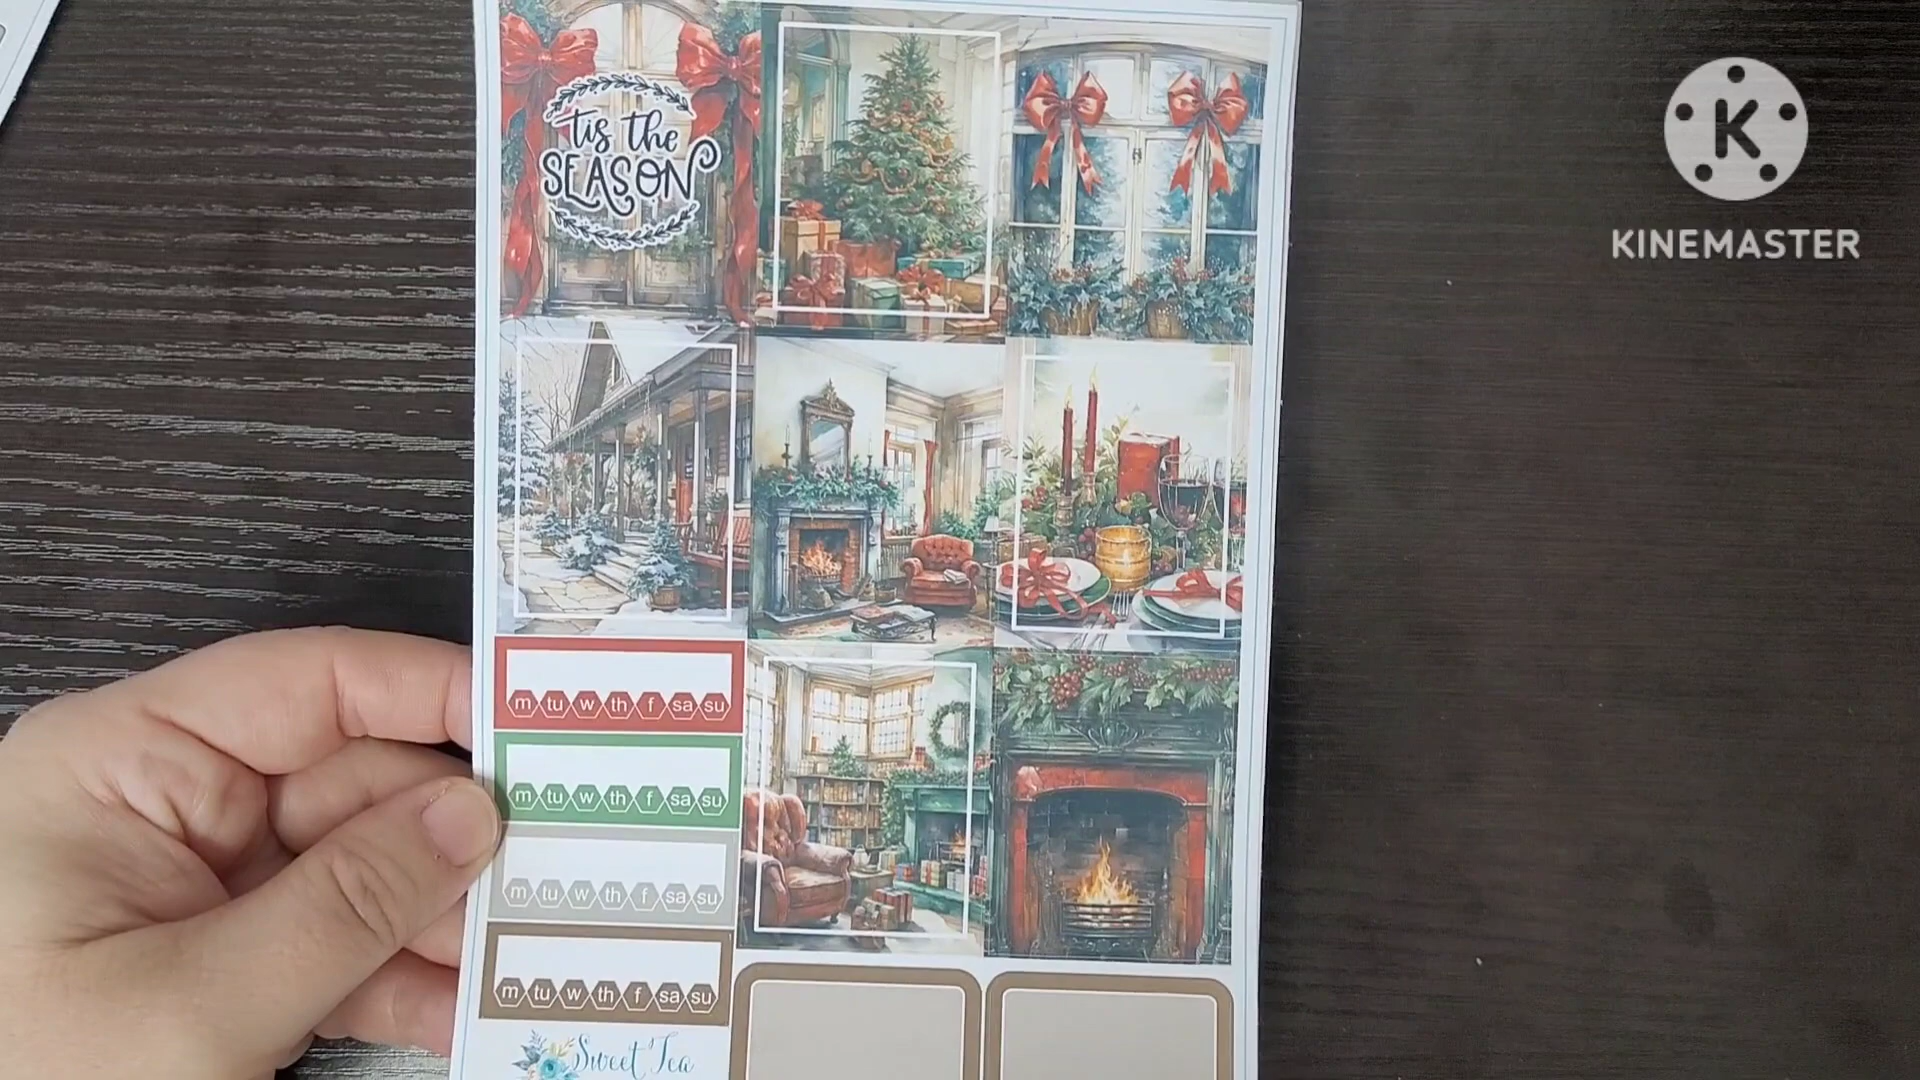 tis the
SEASON
K
KINEMASTER
m tu w th f sa su
m tu w th f sa su
m tu w th f sa su
m tu w th f sa su
Sweet Tea